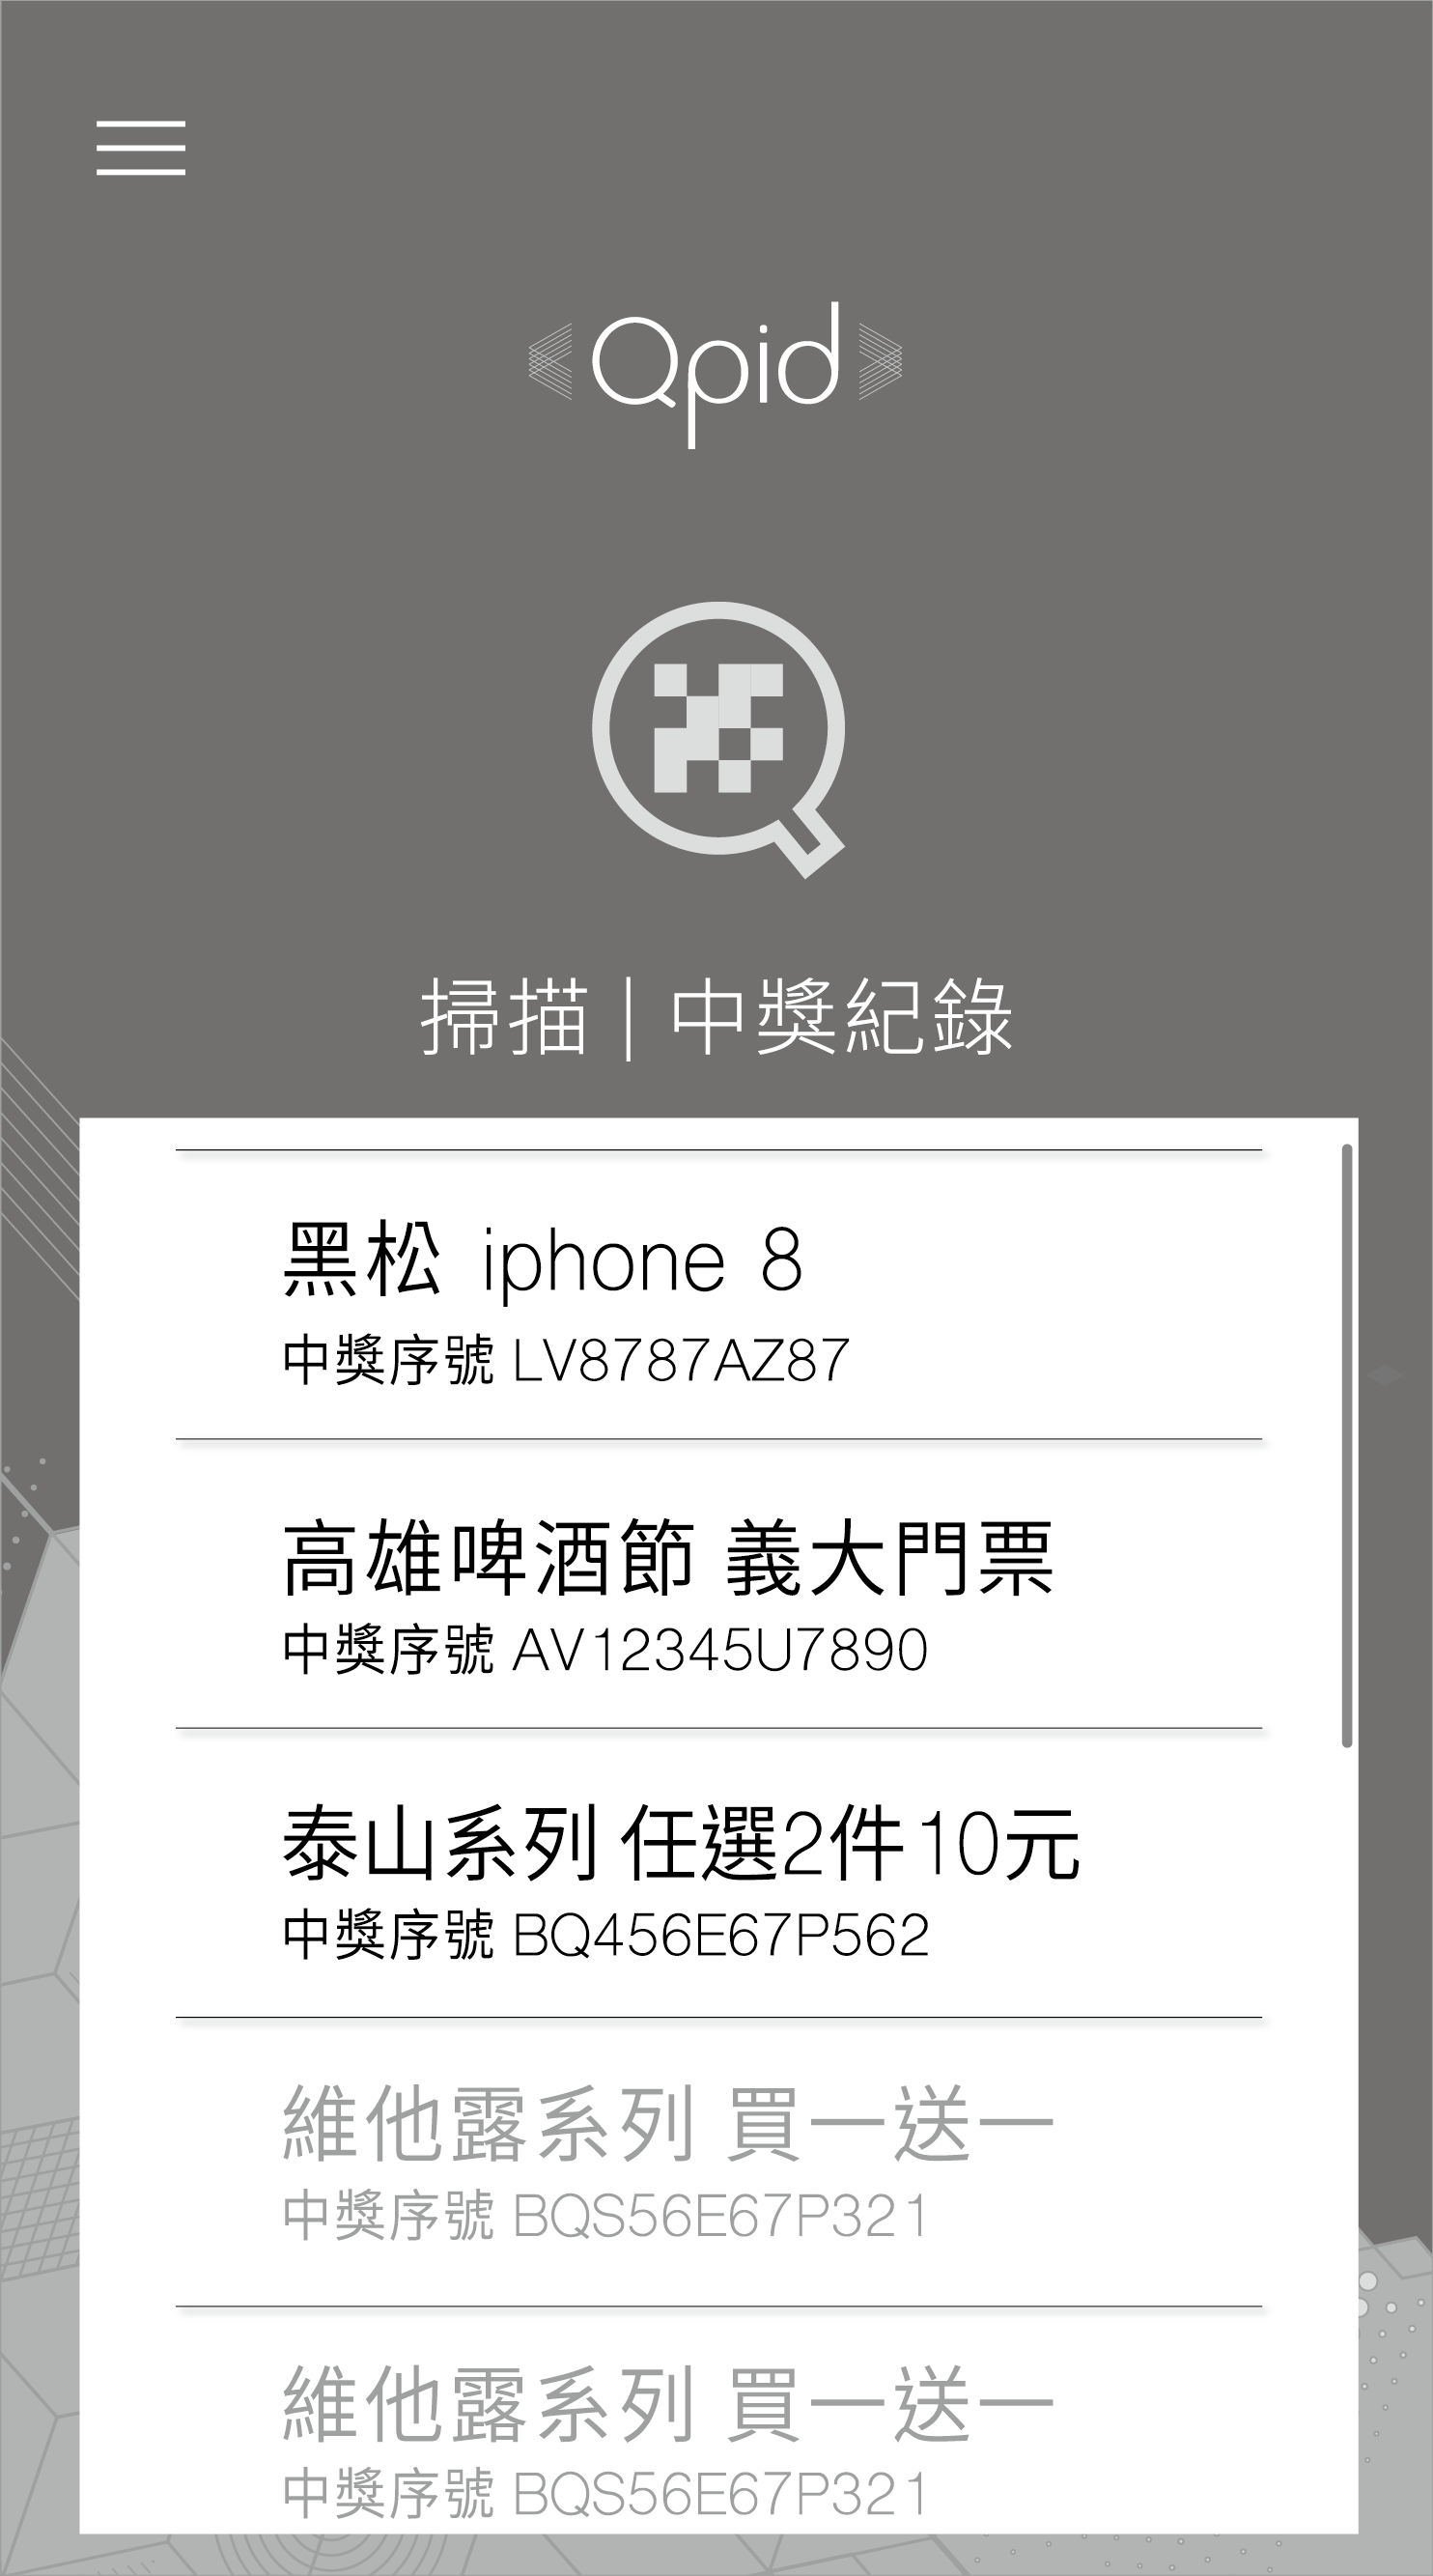 Qpid
掃描｜中獎紀錄
黑松 iphone 8
中獎序號 LV8787AZ87
高雄啤酒節 義大門票
中獎序號 AV12345U7890
泰山系列 任選2件10元
中獎序號 BQ456E67P562
維他露系列 買一送一
中獎序號 BQS56E67P321
維他露系列 買一送一
中獎序號 BQS56E67P321